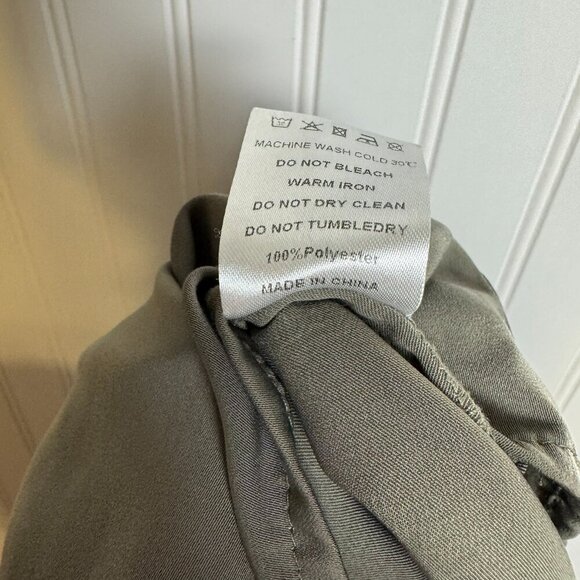 MACHINE WASH COLD 30℃
DO NOT BLEACH
WARM IRON
DO NOT DRY CLEAN
DO NOT TUMBLEDRY
100%Polyester
MADE IN CHINA